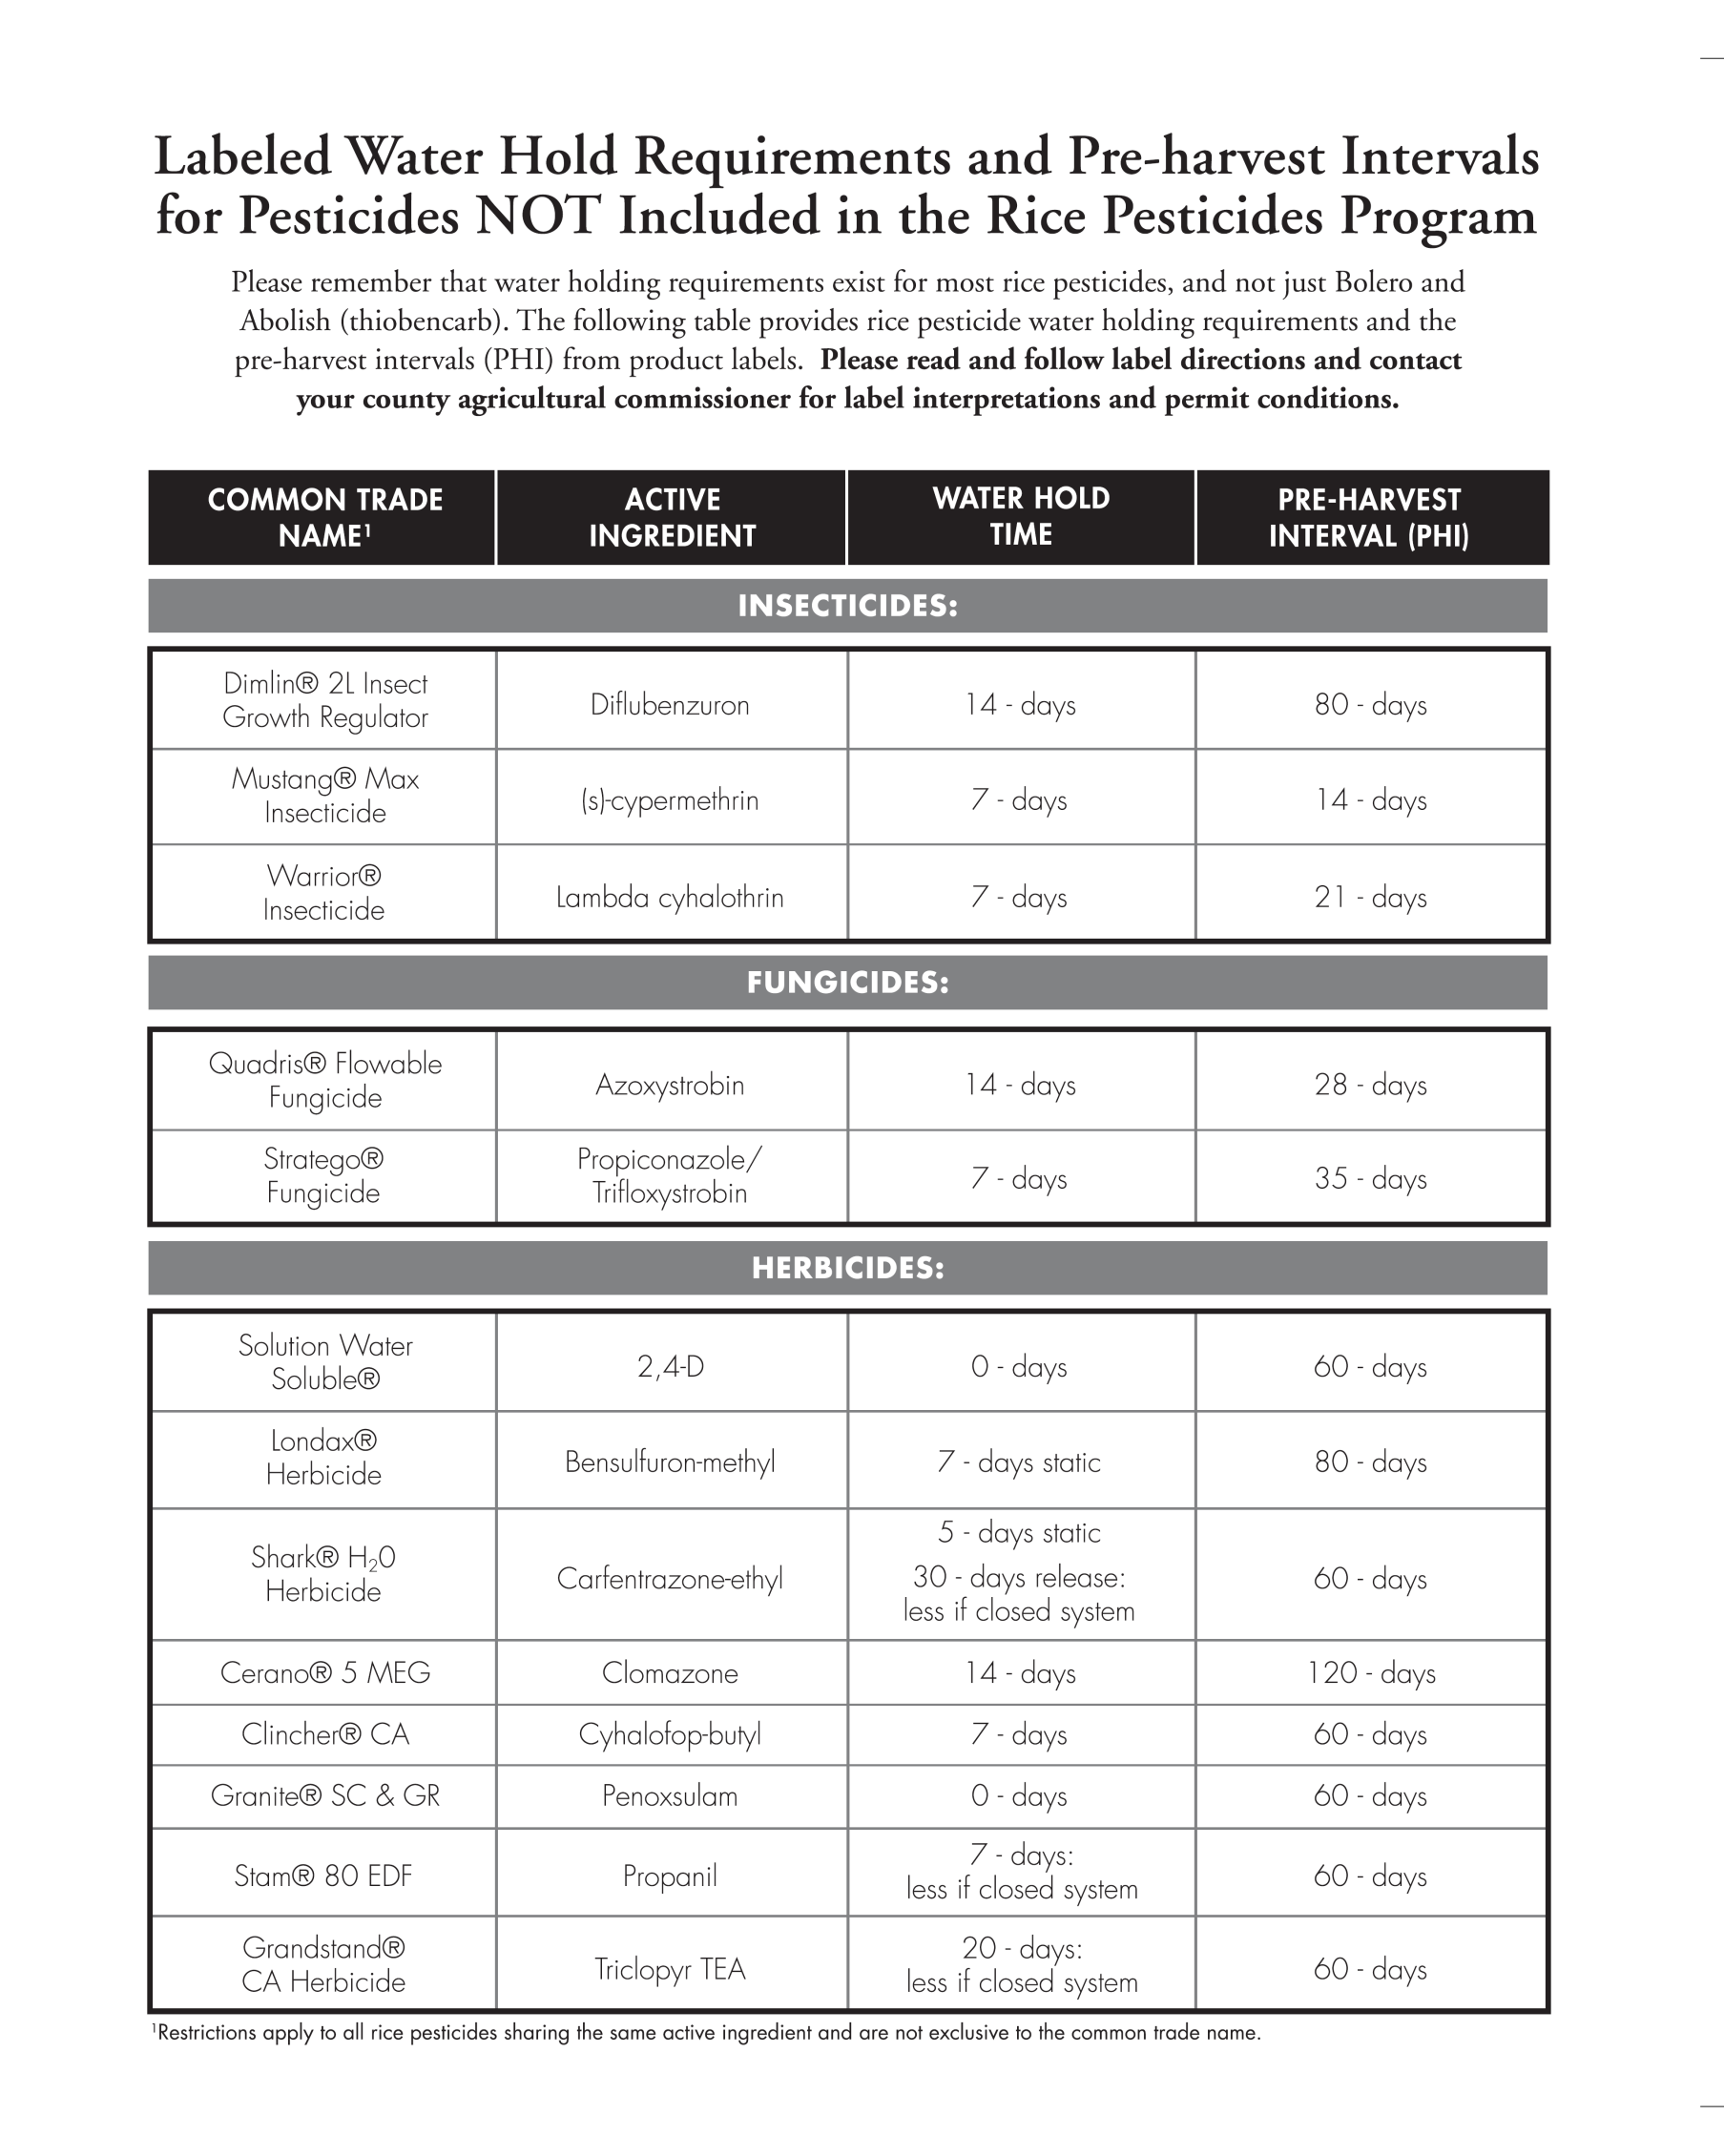 Labeled Water Hold Requirements and Pre-harvest Intervals
for Pesticides NOT Included in the Rice Pesticides Program
Please remember that water holding requirements exist for most rice pesticides, and not just Bolero and
Abolish (thiobencarb). The following table provides rice pesticide water holding requirements and the
pre-harvest intervals (PHI) from product labels. Please read and follow label directions and contact
your county agricultural commissioner for label interpretations and permit conditions.
COMMON TRADE
NAME¹
ACTIVE
INGREDIENT
WATER HOLD
TIME
PRE-HARVEST
INTERVAL (PHI)
INSECTICIDES:
Dimlin® 2L Insect
Growth Regulator
Diflubenzuron
14 - days
80 - days
Mustang® Max
Insecticide
(s)-cypermethrin
7 - days
14 - days
Warrior®
Insecticide
Lambda cyhalothrin
7 - days
21 - days
FUNGICIDES:
Quadris® Flowable
Fungicide
Azoxystrobin
14 - days
28 - days
Stratego®
Fungicide
Propiconazole/
Trifloxystrobin
7 - days
35 - days
HERBICIDES:
Solution Water
Soluble®
2,4-D
0 - days
60 - days
Londax®
Herbicide
Bensulfuron-methyl
7 - days static
80 - days
Shark® H₂0
Herbicide
Carfentrazone-ethyl
5 - days static
30 - days release:
less if closed system
60 - days
Cerano® 5 MEG
Clomazone
14 - days
120 - days
Clincher® CA
Cyhalofop-butyl
7 - days
60 - days
Granite® SC & GR
Penoxsulam
0 - days
60 - days
Stam® 80 EDF
Propanil
7 - days:
less if closed system
60 - days
Grandstand®
CA Herbicide
Triclopyr TEA
20 - days:
less if closed system
60 - days
¹Restrictions apply to all rice pesticides sharing the same active ingredient and are not exclusive to the common trade name.